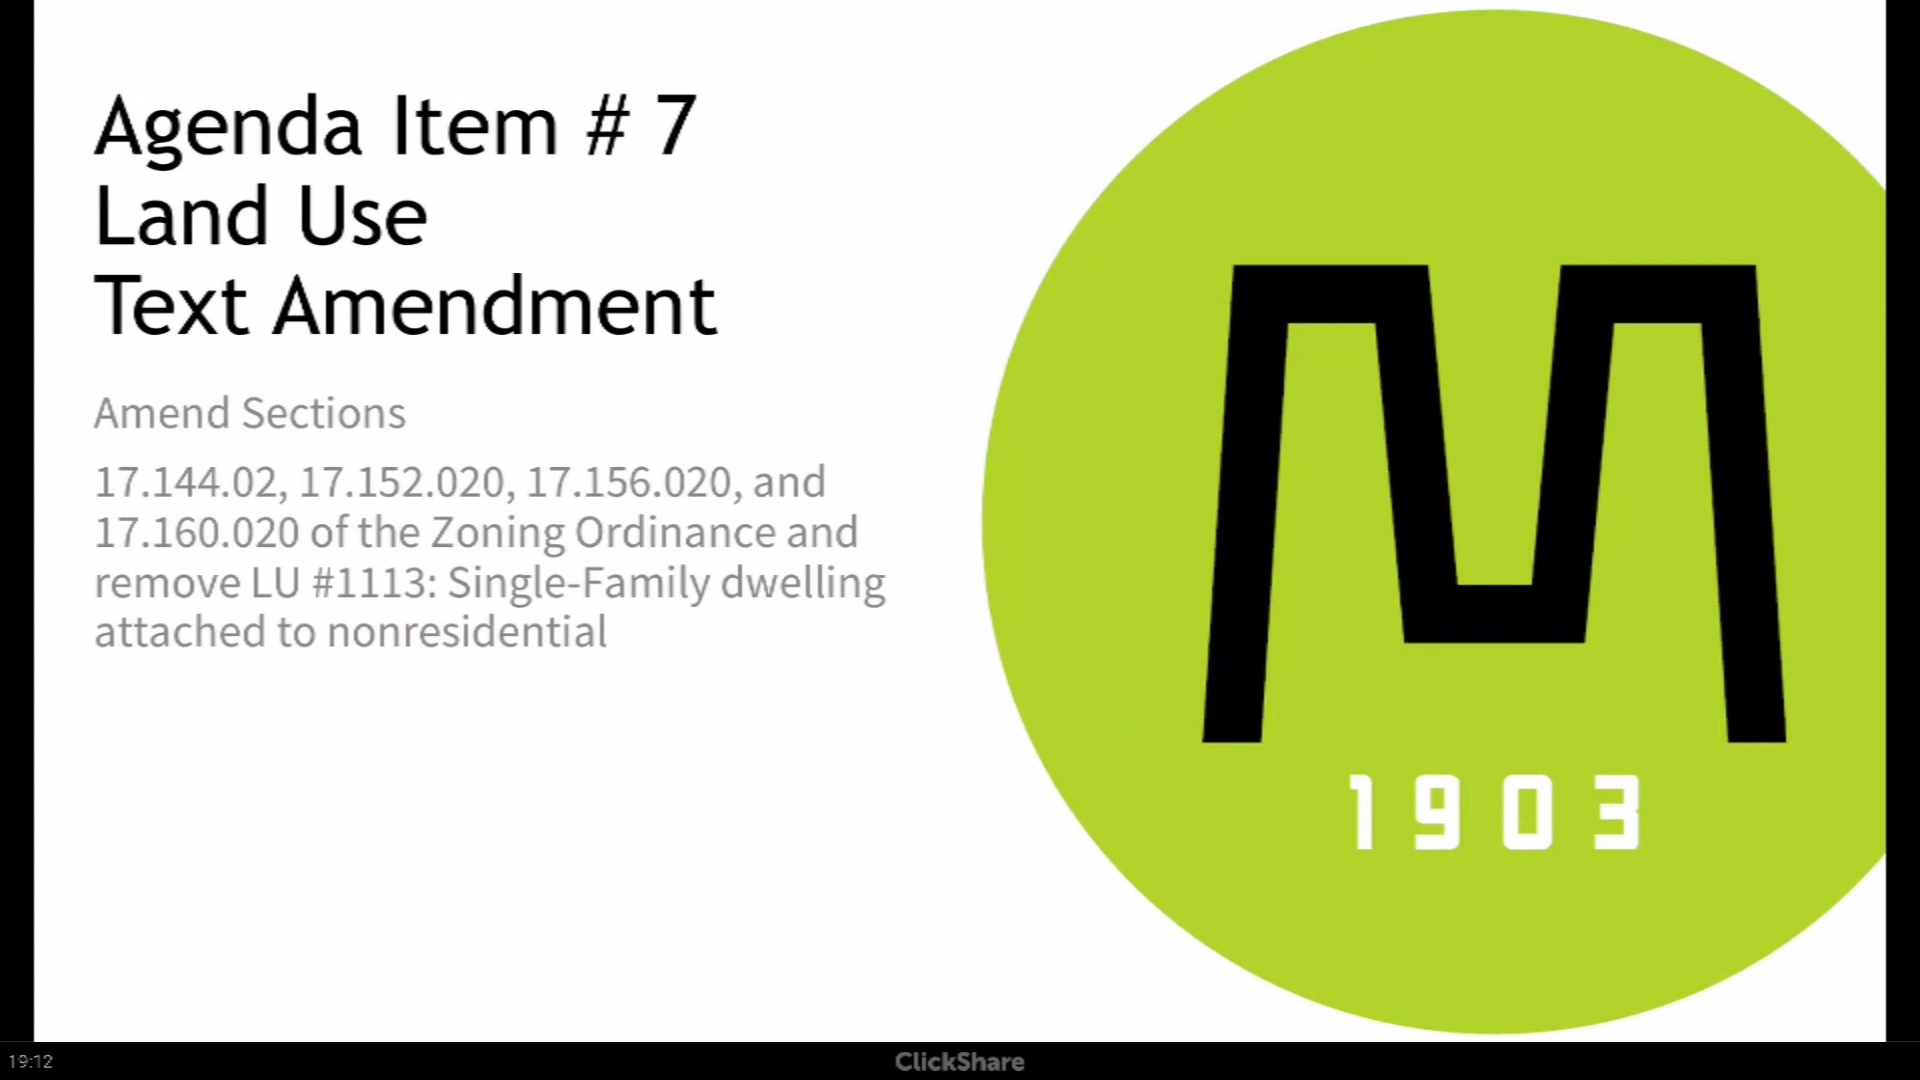 Agenda Item # 7
Land Use
Text Amendment
Amend Sections
17.144.02, 17.152.020, 17.156.020, and
17.160.020 of the Zoning Ordinance and
remove LU #1113: Single-Family dwelling
attached to nonresidential
M
1903
19:12
ClickShare